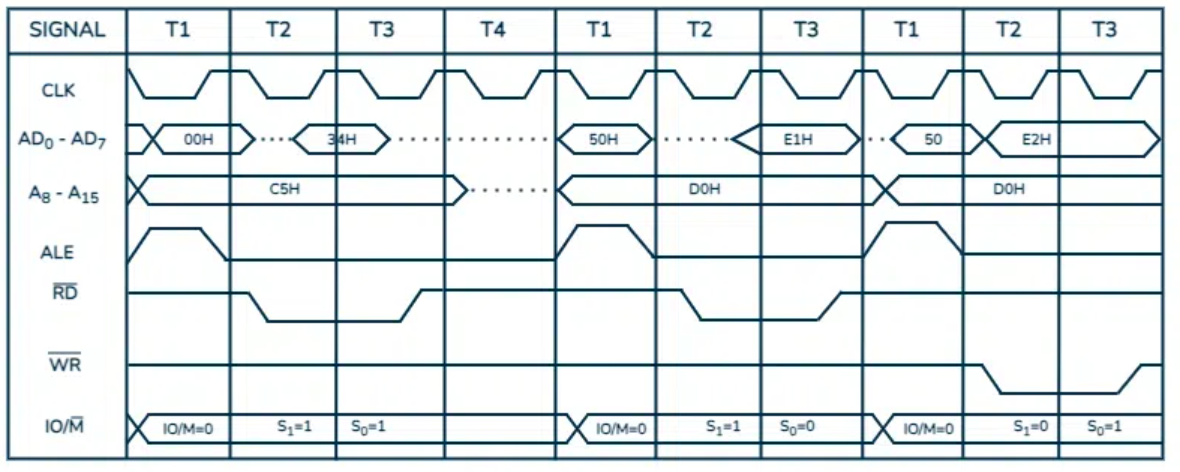 SIGNAL T1 T2 T3 T4 T1 T2 T3 T1 T2 T3
CLK
AD₀ - AD₇ 00H 34H 50H E1H 50 E2H
A₈ - A₁₅ C5H D0H D0H
ALE
R̅D̅
W̅R̅
IO/M̅ IO/M=0 S₁=1 S₀=1 IO/M=0 S₁=1 S₀=0 IO/M=0 S₁=0 S₀=1